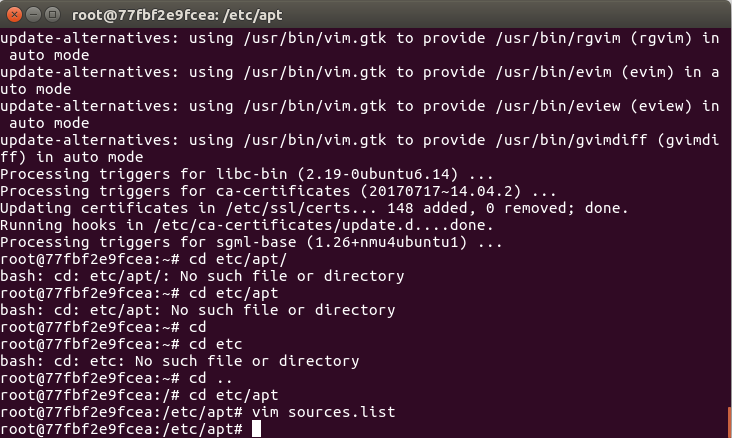 root@77fbf2e9fcea: /etc/apt
update-alternatives: using /usr/bin/vim.gtk to provide /usr/bin/rgvim (rgvim) in
 auto mode
update-alternatives: using /usr/bin/vim.gtk to provide /usr/bin/evim (evim) in a
uto mode
update-alternatives: using /usr/bin/vim.gtk to provide /usr/bin/eview (eview) in
 auto mode
update-alternatives: using /usr/bin/vim.gtk to provide /usr/bin/gvimdiff (gvimdi
ff) in auto mode
Processing triggers for libc-bin (2.19-0ubuntu6.14) ...
Processing triggers for ca-certificates (20170717~14.04.2) ...
Updating certificates in /etc/ssl/certs... 148 added, 0 removed; done.
Running hooks in /etc/ca-certificates/update.d....done.
Processing triggers for sgml-base (1.26+nmu4ubuntu1) ...
root@77fbf2e9fcea:~# cd etc/apt/
bash: cd: etc/apt/: No such file or directory
root@77fbf2e9fcea:~# cd etc/apt
bash: cd: etc/apt: No such file or directory
root@77fbf2e9fcea:~# cd
root@77fbf2e9fcea:~# cd etc
bash: cd: etc: No such file or directory
root@77fbf2e9fcea:~# cd ..
root@77fbf2e9fcea:/# cd etc/apt
root@77fbf2e9fcea:/etc/apt# vim sources.list
root@77fbf2e9fcea:/etc/apt#